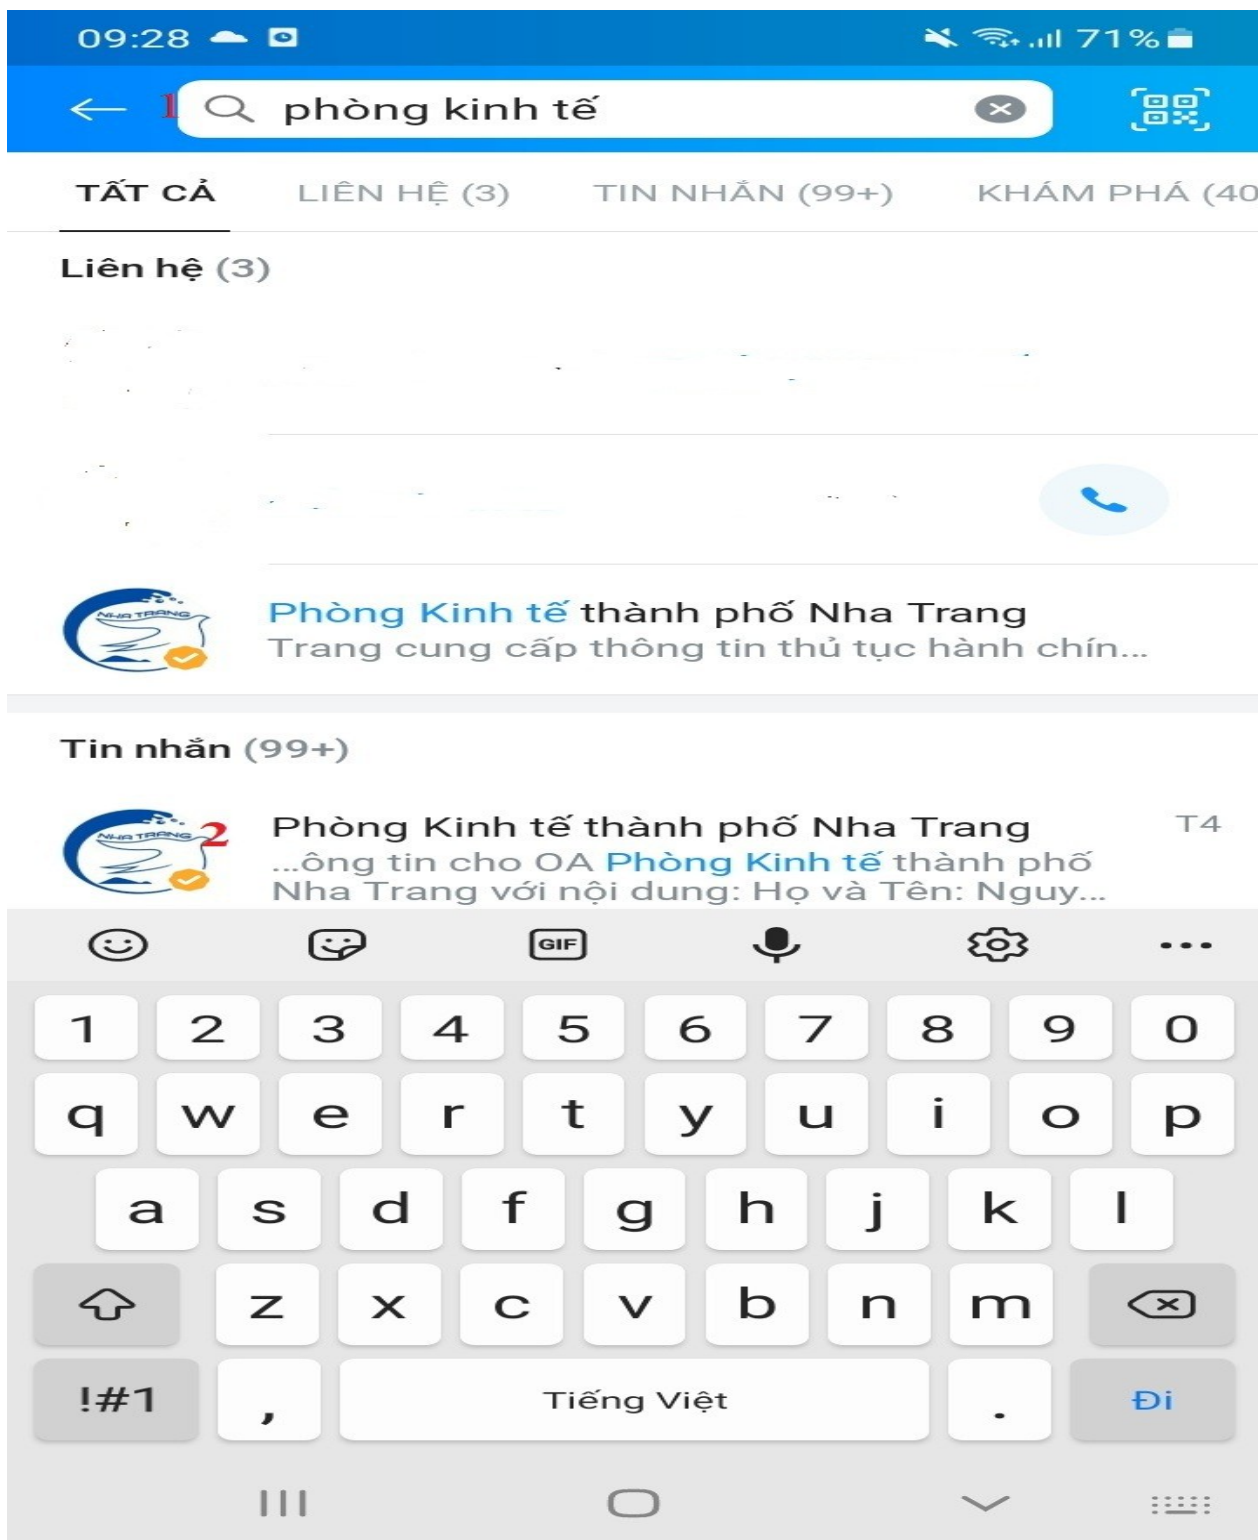 09:28
71%
1
phòng kinh tế
TẤT CẢ LIÊN HỆ (3) TIN NHẮN (99+) KHÁM PHÁ (40
Liên hệ (3)
NHA TRANG
Phòng Kinh tế thành phố Nha Trang
Trang cung cấp thông tin thủ tục hành chín...
Tin nhắn (99+)
NHA TRANG
2
Phòng Kinh tế thành phố Nha Trang T4
...ông tin cho OA Phòng Kinh tế thành phố
Nha Trang với nội dung: Họ và Tên: Nguy...
GIF
1 2 3 4 5 6 7 8 9 0
q w e r t y u i o p
a s d f g h j k l
z x c v b n m
!#1 , Tiếng Việt . Đi